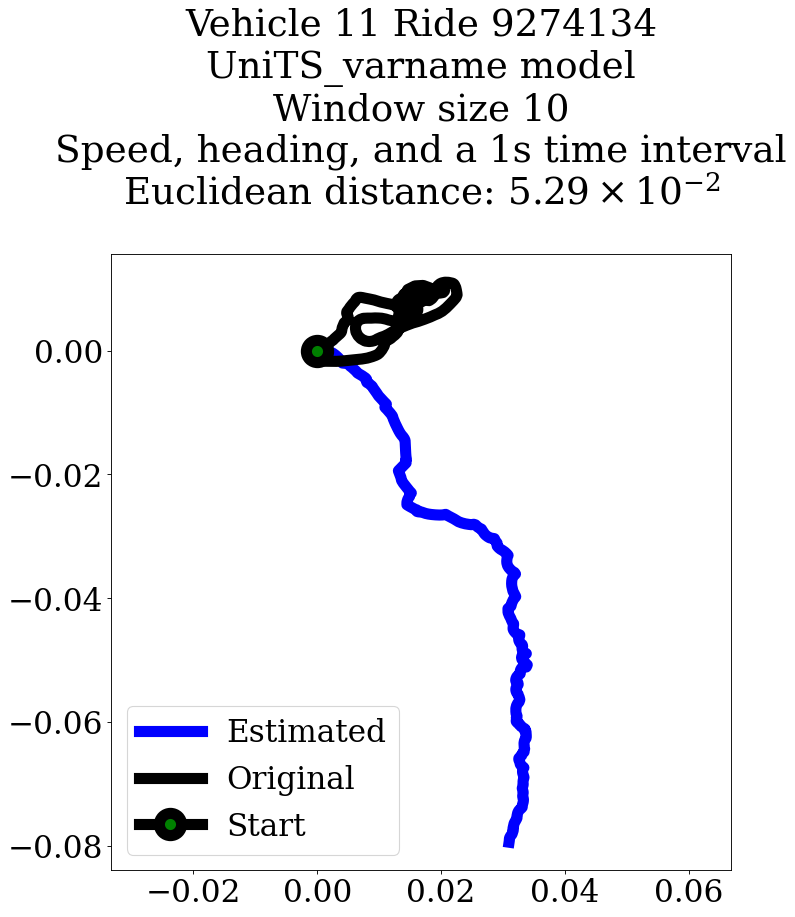 Vehicle 11 Ride 9274134
UniTS_varname model
Window size 10
Speed, heading, and a 1s time interval
Euclidean distance: 5.29 × 10⁻²
0.00
−0.02
−0.04
−0.06
−0.08
Estimated
Original
Start
−0.02 0.00 0.02 0.04 0.06